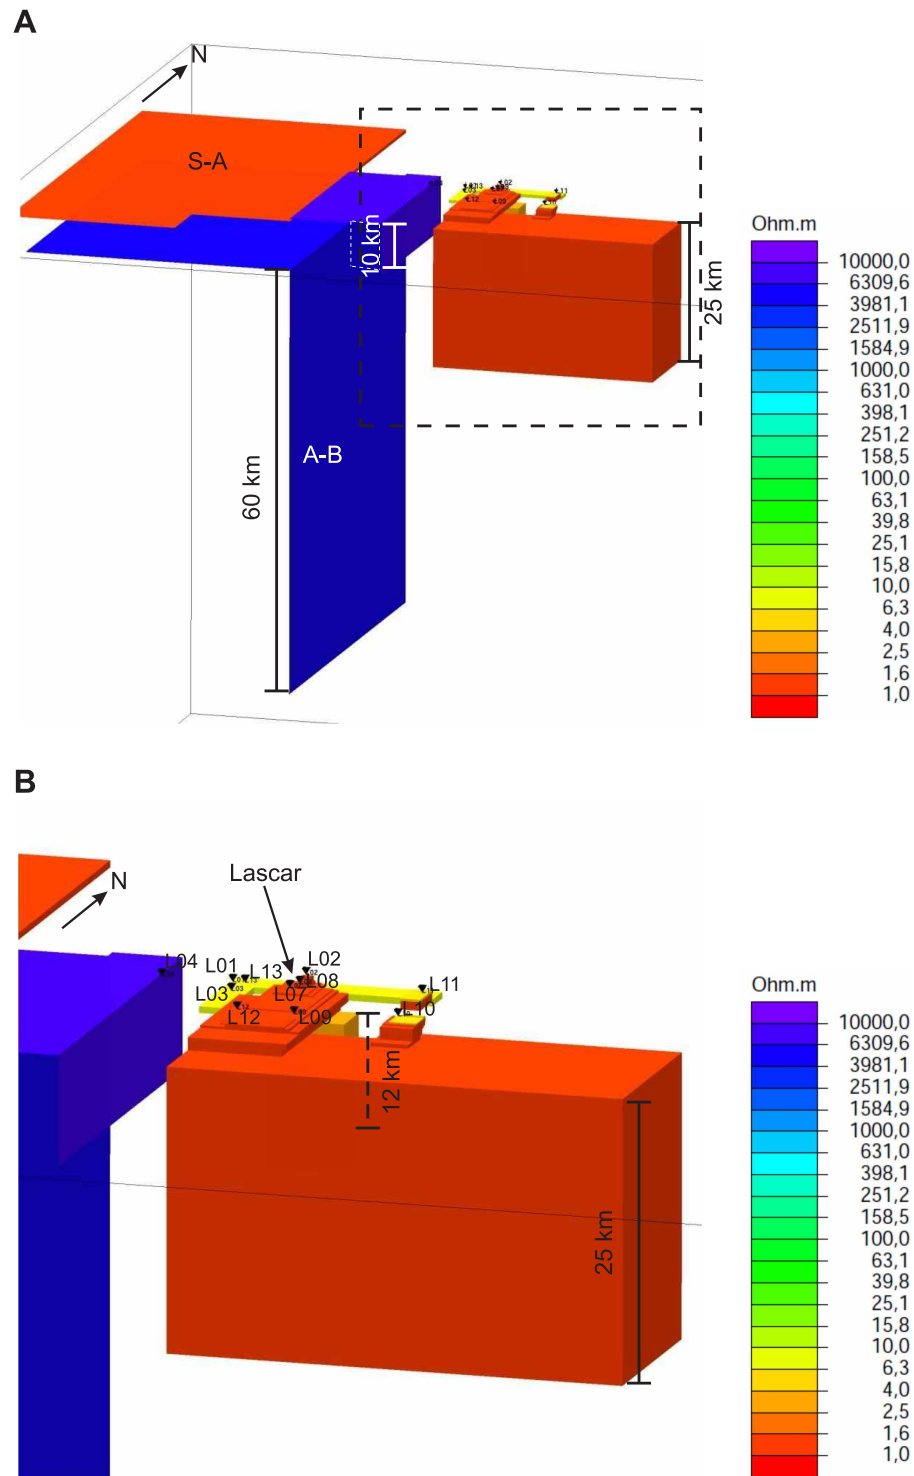 A
N
S-A
L02
L13
L11
L12
L09
10 km
25 km
A-B
60 km
Ohm.m
10000,0
6309,6
3981,1
2511,9
1584,9
1000,0
631,0
398,1
251,2
158,5
100,0
63,1
39,8
25,1
15,8
10,0
6,3
4,0
2,5
1,6
1,0
B
Lascar
N
L04
L01
L13
L02
L08
L03
L07
L11
L12
L09
L10
12 km
25 km
Ohm.m
10000,0
6309,6
3981,1
2511,9
1584,9
1000,0
631,0
398,1
251,2
158,5
100,0
63,1
39,8
25,1
15,8
10,0
6,3
4,0
2,5
1,6
1,0